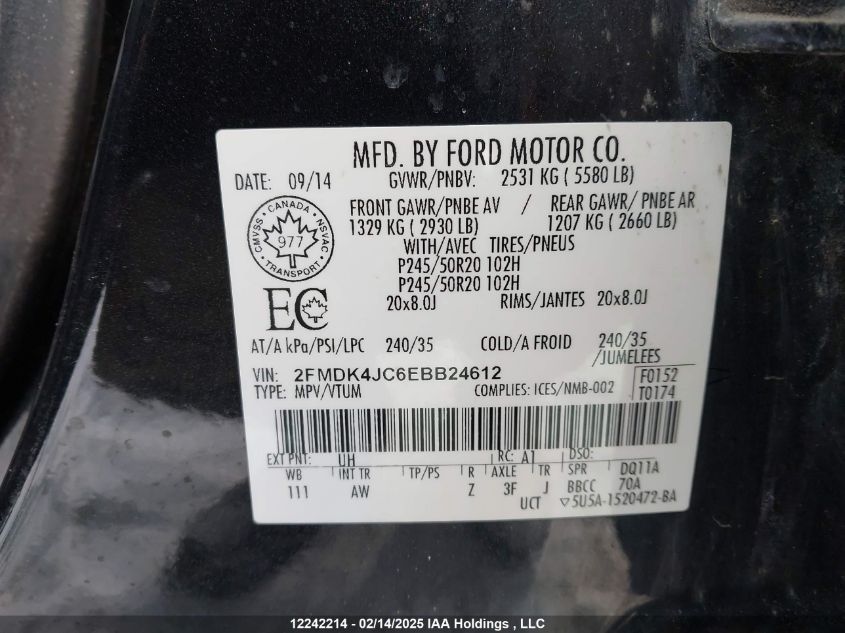 MFD. BY FORD MOTOR CO.
DATE: 09/14 GVWR/PNBV: 2531 KG ( 5580 LB)
FRONT GAWR/PNBE AV / REAR GAWR/ PNBE AR
1329 KG ( 2930 LB) 1207 KG ( 2660 LB)
WITH/AVEC TIRES/PNEUS
P245/50R20 102H
P245/50R20 102H
20x8.0J RIMS/JANTES 20x8.0J
CANADA
CMVSS 977 NSVAC
TRANSPORT
EC
AT/A kPa/PSI/LPC 240/35 COLD/A FROID 240/35
/JUMELEES
VIN: 2FMDK4JC6EBB24612 F0152
TYPE: MPV/VTUM COMPLIES: ICES/NMB-002 T0174
EXT PNT: UH RC: A1 DSO:
WB INT TR TP/PS R AXLE TR SPR DQ11A
111 AW Z 3F J BBCC 70A
UCT ▽5U5A-1520472-BA
12242214 - 02/14/2025 IAA Holdings , LLC